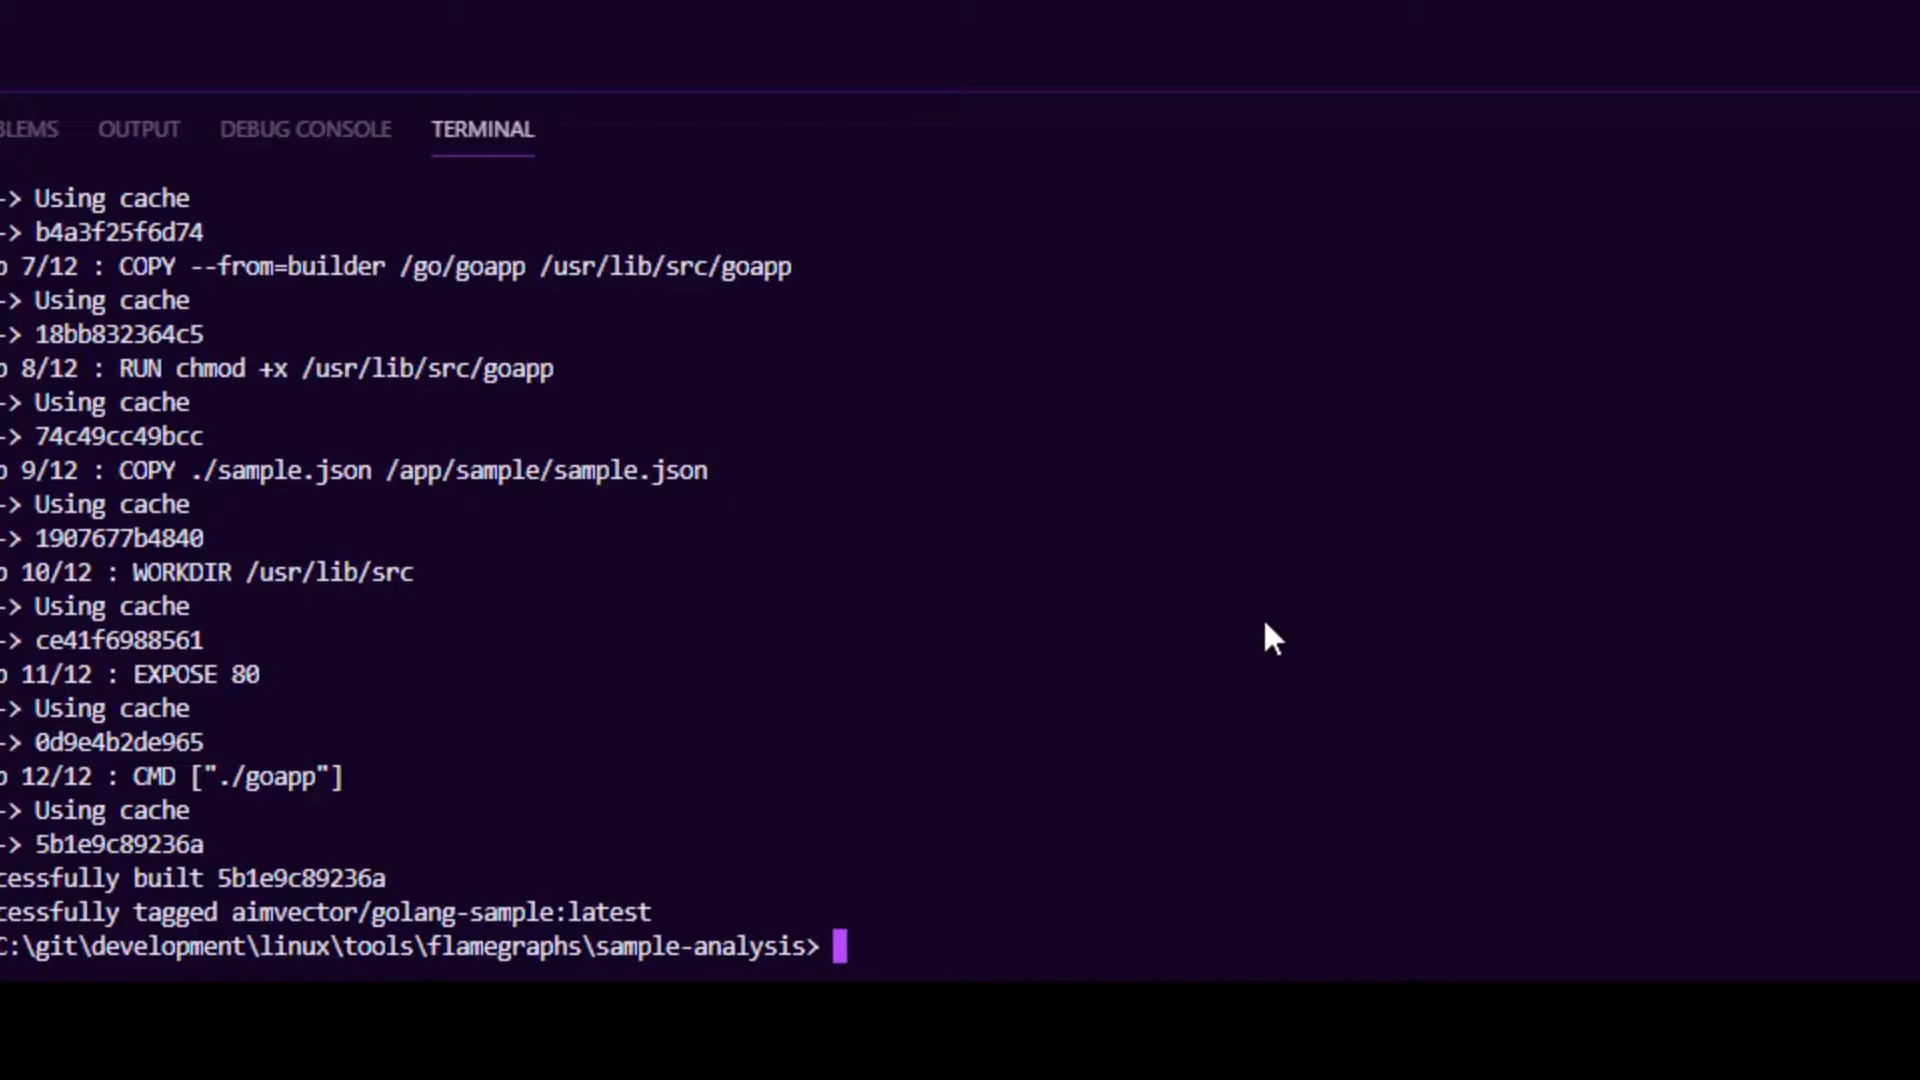 BLEMS OUTPUT DEBUG CONSOLE TERMINAL
-> Using cache
-> b4a3f25f6d74
p 7/12 : COPY --from=builder /go/goapp /usr/lib/src/goapp
-> Using cache
-> 18bb832364c5
p 8/12 : RUN chmod +x /usr/lib/src/goapp
-> Using cache
-> 74c49cc49bcc
p 9/12 : COPY ./sample.json /app/sample/sample.json
-> Using cache
-> 1907677b4840
p 10/12 : WORKDIR /usr/lib/src
-> Using cache
-> ce41f6988561
p 11/12 : EXPOSE 80
-> Using cache
-> 0d9e4b2de965
p 12/12 : CMD ["./goapp"]
-> Using cache
-> 5b1e9c89236a
cessfully built 5b1e9c89236a
cessfully tagged aimvector/golang-sample:latest
C:\git\development\linux\tools\flamegraphs\sample-analysis>